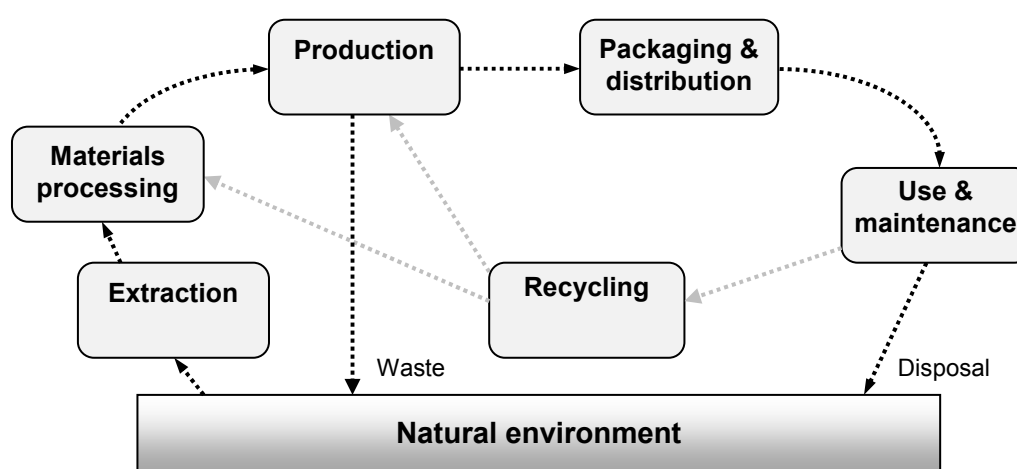 Production
Packaging &
distribution
Materials
processing
Use &
maintenance
Extraction
Recycling
Waste
Disposal
Natural environment